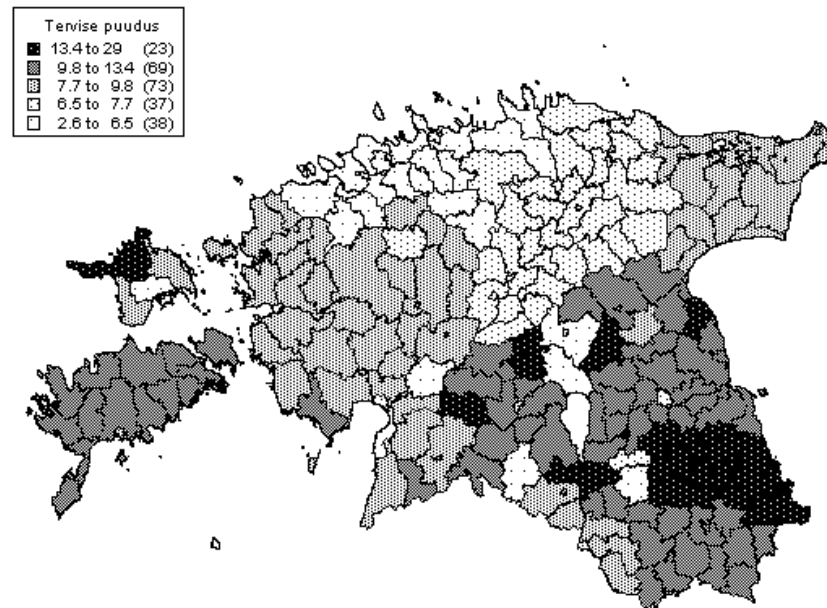 Tervise puudus
13.4 to 29 (23)
9.8 to 13.4 (69)
7.7 to 9.8 (73)
6.5 to 7.7 (37)
2.6 to 6.5 (38)